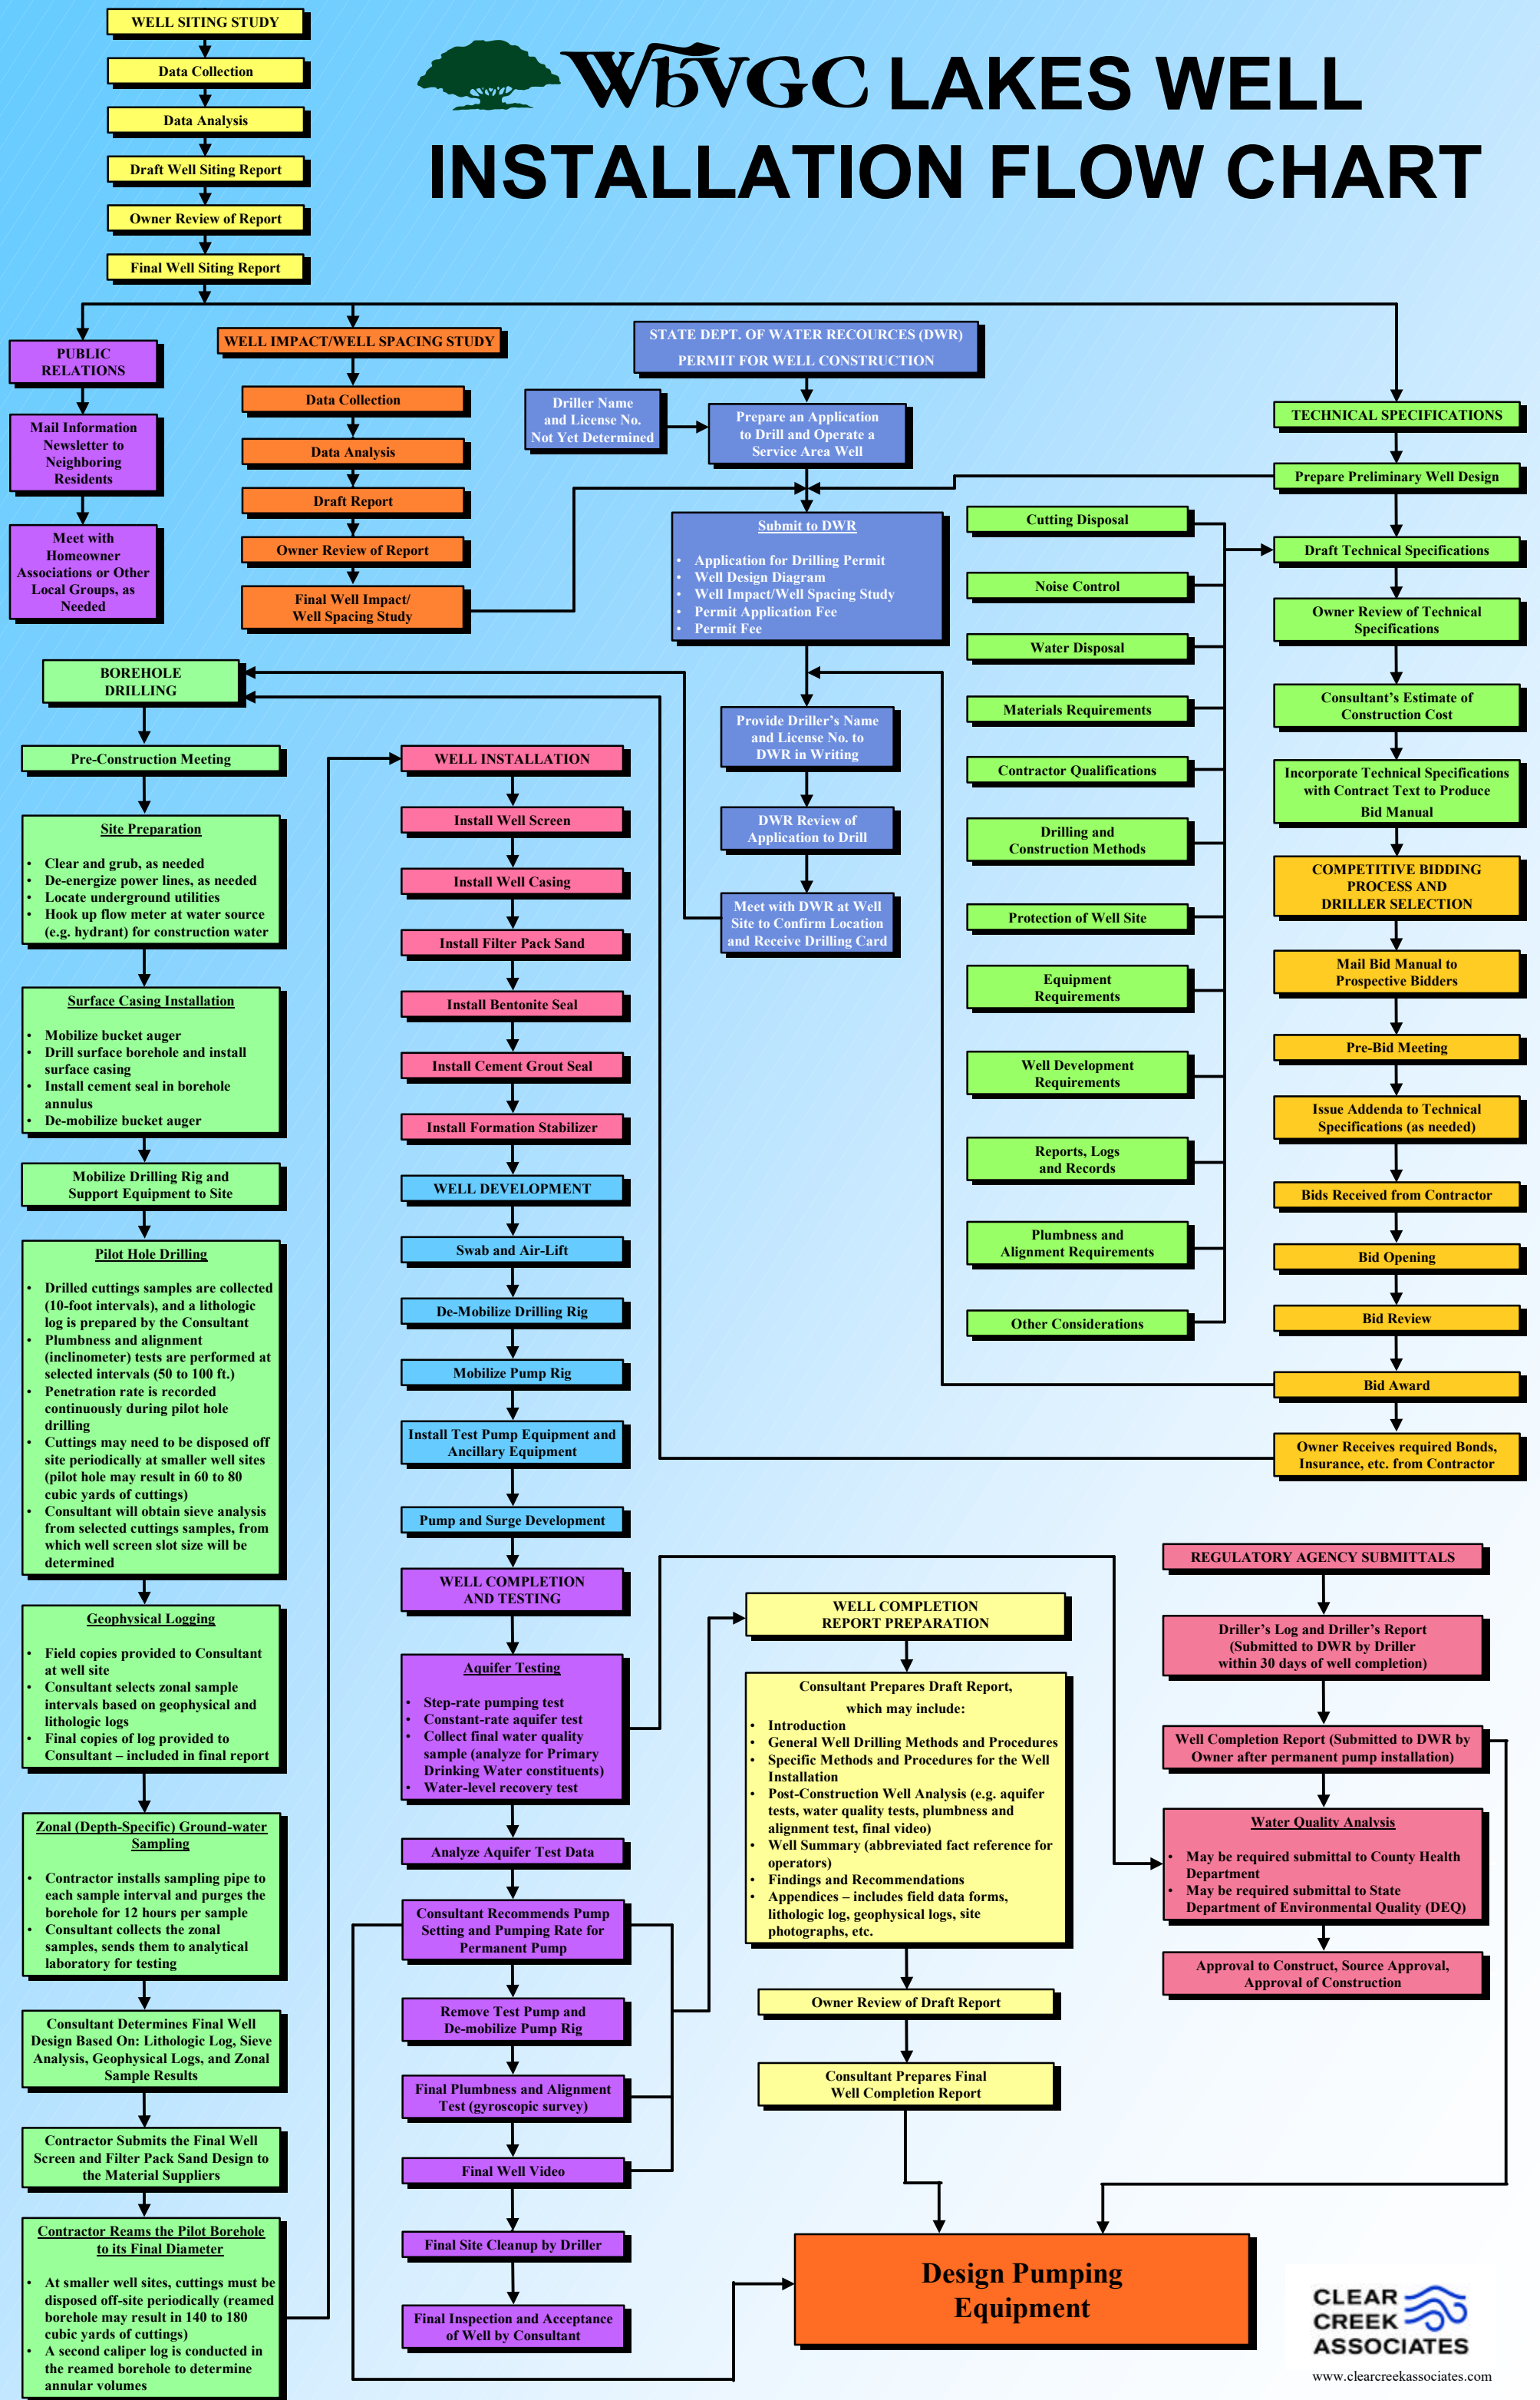 WELL SITING STUDY
Data Collection
Data Analysis
Draft Well Siting Report
Owner Review of Report
Final Well Siting Report
WbVGC LAKES WELL
INSTALLATION FLOW CHART
PUBLIC
RELATIONS
Mail Information
Newsletter to
Neighboring
Residents
Meet with
Homeowner
Associations or Other
Local Groups, as
Needed
WELL IMPACT/WELL SPACING STUDY
Data Collection
Data Analysis
Draft Report
Owner Review of Report
Final Well Impact/
Well Spacing Study
STATE DEPT. OF WATER RECOURCES (DWR)
PERMIT FOR WELL CONSTRUCTION
Driller Name
and License No.
Not Yet Determined
Prepare an Application
to Drill and Operate a
Service Area Well
Submit to DWR
• Application for Drilling Permit
• Well Design Diagram
• Well Impact/Well Spacing Study
• Permit Application Fee
• Permit Fee
Provide Driller's Name
and License No. to
DWR in Writing
DWR Review of
Application to Drill
Meet with DWR at Well
Site to Confirm Location
and Receive Drilling Card
TECHNICAL SPECIFICATIONS
Prepare Preliminary Well Design
Draft Technical Specifications
Owner Review of Technical
Specifications
Consultant's Estimate of
Construction Cost
Incorporate Technical Specifications
with Contract Text to Produce
Bid Manual
Cutting Disposal
Noise Control
Water Disposal
Materials Requirements
Contractor Qualifications
Drilling and
Construction Methods
Protection of Well Site
Equipment
Requirements
Well Development
Requirements
Reports, Logs
and Records
Plumbness and
Alignment Requirements
Other Considerations
COMPETITIVE BIDDING
PROCESS AND
DRILLER SELECTION
Mail Bid Manual to
Prospective Bidders
Pre-Bid Meeting
Issue Addenda to Technical
Specifications (as needed)
Bids Received from Contractor
Bid Opening
Bid Review
Bid Award
Owner Receives required Bonds,
Insurance, etc. from Contractor
BOREHOLE
DRILLING
Pre-Construction Meeting
Site Preparation
• Clear and grub, as needed
• De-energize power lines, as needed
• Locate underground utilities
• Hook up flow meter at water source
(e.g. hydrant) for construction water
Surface Casing Installation
• Mobilize bucket auger
• Drill surface borehole and install
surface casing
• Install cement seal in borehole
annulus
• De-mobilize bucket auger
Mobilize Drilling Rig and
Support Equipment to Site
Pilot Hole Drilling
• Drilled cuttings samples are collected
(10-foot intervals), and a lithologic
log is prepared by the Consultant
• Plumbness and alignment
(inclinometer) tests are performed at
selected intervals (50 to 100 ft.)
• Penetration rate is recorded
continuously during pilot hole
drilling
• Cuttings may need to be disposed off
site periodically at smaller well sites
(pilot hole may result in 60 to 80
cubic yards of cuttings)
• Consultant will obtain sieve analysis
from selected cuttings samples, from
which well screen slot size will be
determined
Geophysical Logging
• Field copies provided to Consultant
at well site
• Consultant selects zonal sample
intervals based on geophysical and
lithologic logs
• Final copies of log provided to
Consultant – included in final report
Zonal (Depth-Specific) Ground-water
Sampling
• Contractor installs sampling pipe to
each sample interval and purges the
borehole for 12 hours per sample
• Consultant collects the zonal
samples, sends them to analytical
laboratory for testing
Consultant Determines Final Well
Design Based On: Lithologic Log, Sieve
Analysis, Geophysical Logs, and Zonal
Sample Results
Contractor Submits the Final Well
Screen and Filter Pack Sand Design to
the Material Suppliers
Contractor Reams the Pilot Borehole
to its Final Diameter
• At smaller well sites, cuttings must be
disposed off-site periodically (reamed
borehole may result in 140 to 180
cubic yards of cuttings)
• A second caliper log is conducted in
the reamed borehole to determine
annular volumes
WELL INSTALLATION
Install Well Screen
Install Well Casing
Install Filter Pack Sand
Install Bentonite Seal
Install Cement Grout Seal
Install Formation Stabilizer
WELL DEVELOPMENT
Swab and Air-Lift
De-Mobilize Drilling Rig
Mobilize Pump Rig
Install Test Pump Equipment and
Ancillary Equipment
Pump and Surge Development
WELL COMPLETION
AND TESTING
Aquifer Testing
• Step-rate pumping test
• Constant-rate aquifer test
• Collect final water quality
sample (analyze for Primary
Drinking Water constituents)
• Water-level recovery test
Analyze Aquifer Test Data
Consultant Recommends Pump
Setting and Pumping Rate for
Permanent Pump
Remove Test Pump and
De-mobilize Pump Rig
Final Plumbness and Alignment
Test (gyroscopic survey)
Final Well Video
Final Site Cleanup by Driller
Final Inspection and Acceptance
of Well by Consultant
WELL COMPLETION
REPORT PREPARATION
Consultant Prepares Draft Report,
which may include:
• Introduction
• General Well Drilling Methods and Procedures
• Specific Methods and Procedures for the Well
Installation
• Post-Construction Well Analysis (e.g. aquifer
tests, water quality tests, plumbness and
alignment test, final video)
• Well Summary (abbreviated fact reference for
operators)
• Findings and Recommendations
• Appendices – includes field data forms,
lithologic log, geophysical logs, site
photographs, etc.
Owner Review of Draft Report
Consultant Prepares Final
Well Completion Report
REGULATORY AGENCY SUBMITTALS
Driller's Log and Driller's Report
(Submitted to DWR by Driller
within 30 days of well completion)
Well Completion Report (Submitted to DWR by
Owner after permanent pump installation)
Water Quality Analysis
• May be required submittal to County Health
Department
• May be required submittal to State
Department of Environmental Quality (DEQ)
Approval to Construct, Source Approval,
Approval of Construction
Design Pumping
Equipment
CLEAR
CREEK
ASSOCIATES
www.clearcreekassociates.com